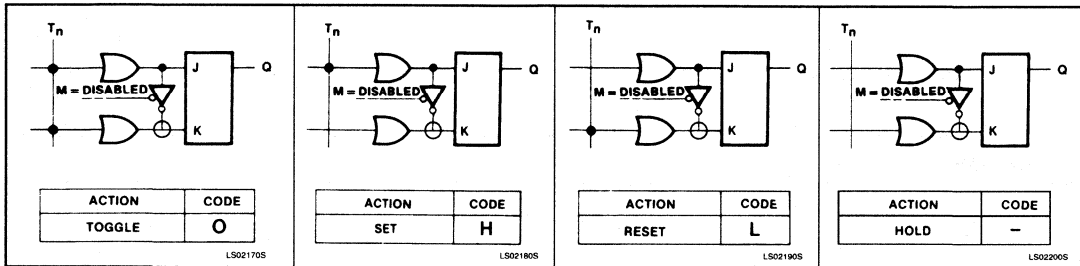 Tn
J
Q
M = DISABLED
K
ACTION CODE
TOGGLE O
LS02170S
Tn
J
Q
M = DISABLED
K
ACTION CODE
SET H
LS02180S
Tn
J
Q
M = DISABLED
K
ACTION CODE
RESET L
LS02190S
Tn
J
Q
M = DISABLED
K
ACTION CODE
HOLD –
LS02200S